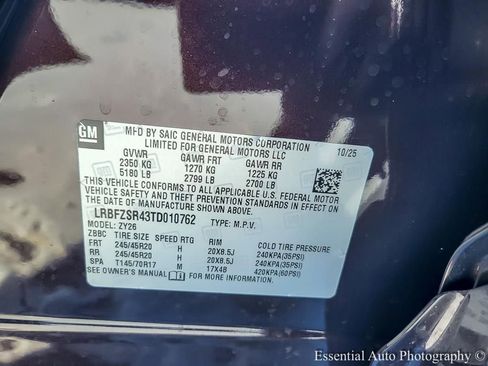 GM
MFD BY SAIC GENERAL MOTORS CORPORATION
LIMITED FOR GENERAL MOTORS LLC
10/25
GVWR GAWR FRT GAWR RR
2350 KG 1270 KG 1225 KG
5180 LB 2799 LB 2700 LB
THIS VEHICLE CONFORMS TO ALL APPLICABLE U.S. FEDERAL MOTOR
VEHICLE SAFETY AND THEFT PREVENTION STANDARDS IN EFFECT ON
THE DATE OF MANUFACTURE SHOWN ABOVE.
LRBFZSR43TD010762 TYPE: M.P.V.
MODEL: ZY26
ZBBC TIRE SIZE SPEED RTG RIM COLD TIRE PRESSURE
FRT 245/45R20 H 20X8.5J 240KPA(35PSI)
RR 245/45R20 H 20X8.5J 240KPA(35PSI)
SPA T145/70R17 M 17X4B 420KPA(60PSI)
SEE OWNER'S MANUAL FOR MORE INFORMATION.
Essential Auto Photography ©